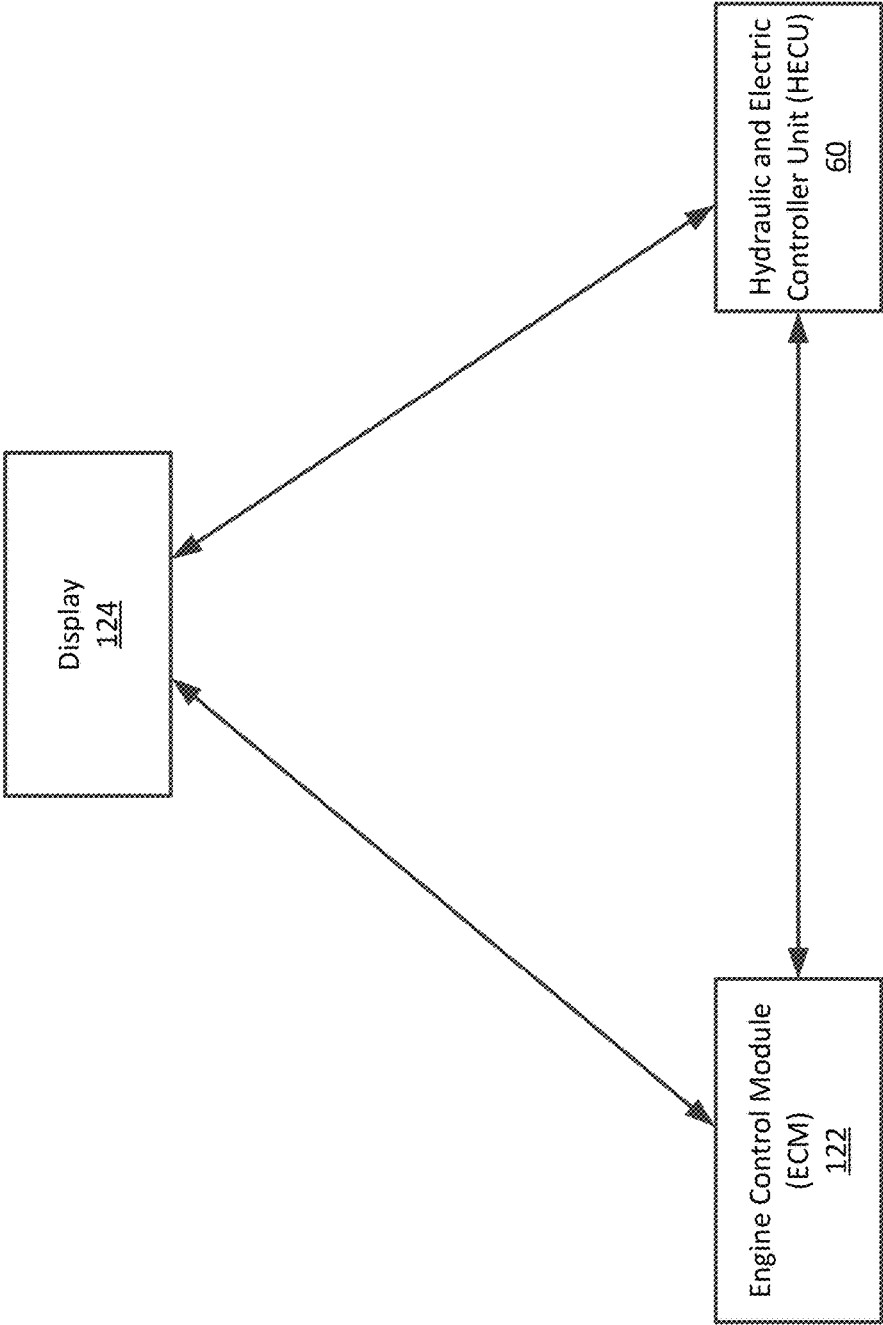 Display
124
Engine Control Module
(ECM)
122
Hydraulic and Electric
Controller Unit (HECU)
60